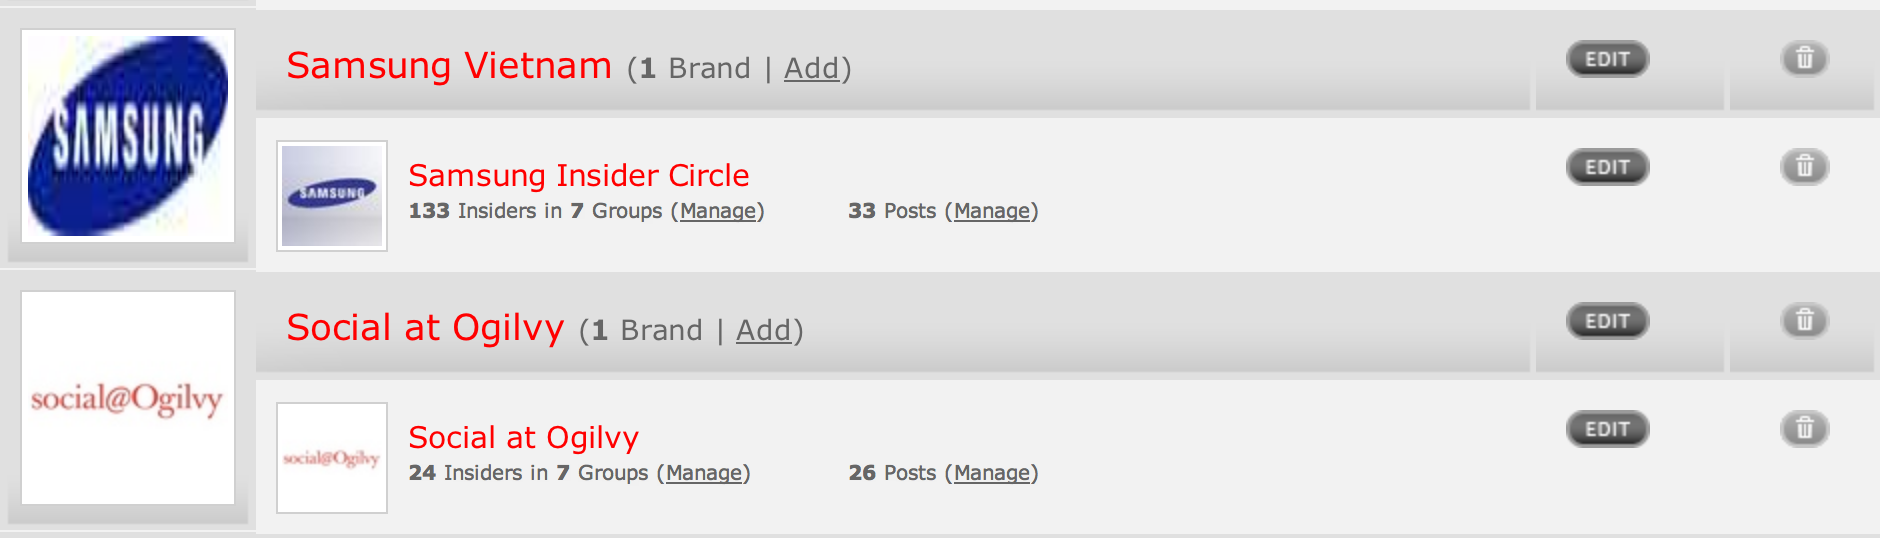 SAMSUNG
Samsung Vietnam (1 Brand | Add)
EDIT
SAMSUNG
Samsung Insider Circle
133 Insiders in 7 Groups (Manage) 33 Posts (Manage)
EDIT
social@Ogilvy
Social at Ogilvy (1 Brand | Add)
EDIT
social@Ogilvy
Social at Ogilvy
24 Insiders in 7 Groups (Manage) 26 Posts (Manage)
EDIT